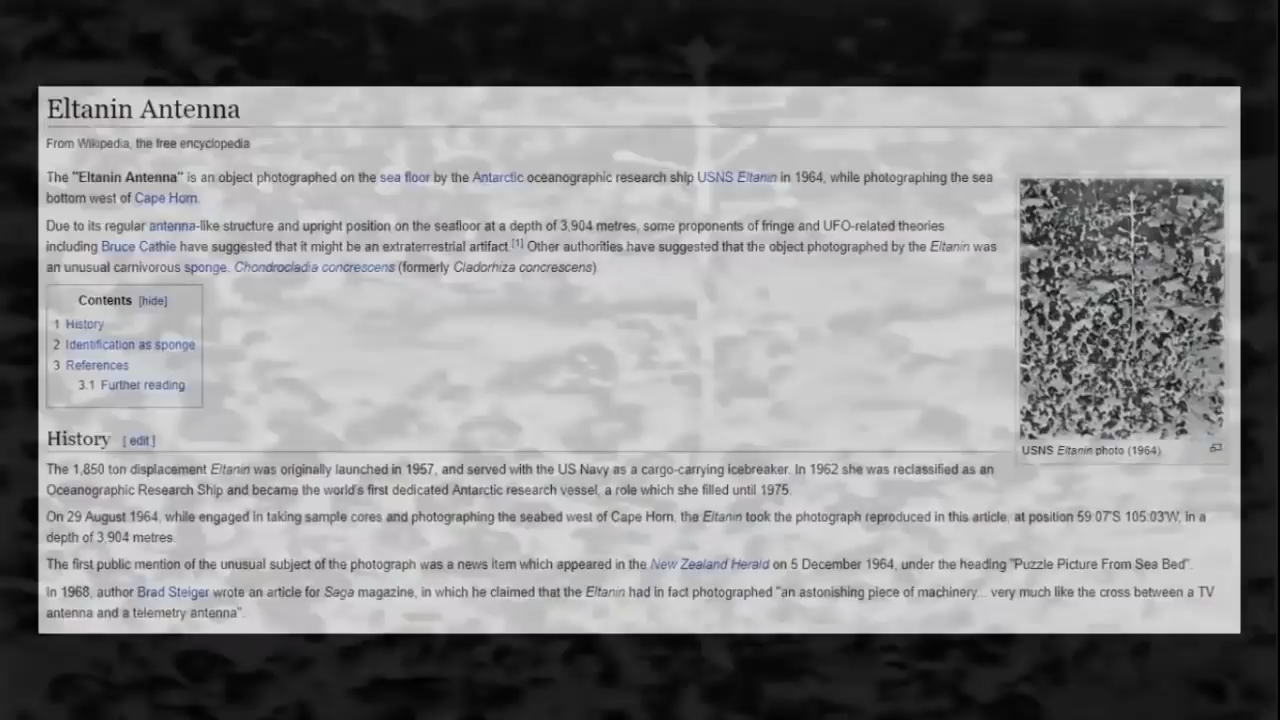 Eltanin Antenna
From Wikipedia, the free encyclopedia
The "Eltanin Antenna" is an object photographed on the sea floor by the Antarctic oceanographic research ship USNS Eltanin in 1964, while photographing the sea
bottom west of Cape Horn.
Due to its regular antenna-like structure and upright position on the seafloor at a depth of 3,904 metres, some proponents of fringe and UFO-related theories
including Bruce Cathie have suggested that it might be an extraterrestrial artifact.[1] Other authorities have suggested that the object photographed by the Eltanin was
an unusual carnivorous sponge, Chondrocladia concrescens (formerly Cladorhiza concrescens).
Contents [hide]
1 History
2 Identification as sponge
3 References
3.1 Further reading
USNS Eltanin photo (1964)
History [edit]
The 1,850 ton displacement Eltanin was originally launched in 1957, and served with the US Navy as a cargo-carrying icebreaker. In 1962 she was reclassified as an
Oceanographic Research Ship and became the world's first dedicated Antarctic research vessel, a role which she filled until 1975.
On 29 August 1964, while engaged in taking sample cores and photographing the seabed west of Cape Horn, the Eltanin took the photograph reproduced in this article, at position 59:07'S 105:03'W, in a
depth of 3,904 metres.
The first public mention of the unusual subject of the photograph was a news item which appeared in the New Zealand Herald on 5 December 1964, under the heading "Puzzle Picture From Sea Bed".
In 1968, author Brad Steiger wrote an article for Saga magazine, in which he claimed that the Eltanin had in fact photographed "an astonishing piece of machinery... very much like the cross between a TV
antenna and a telemetry antenna".